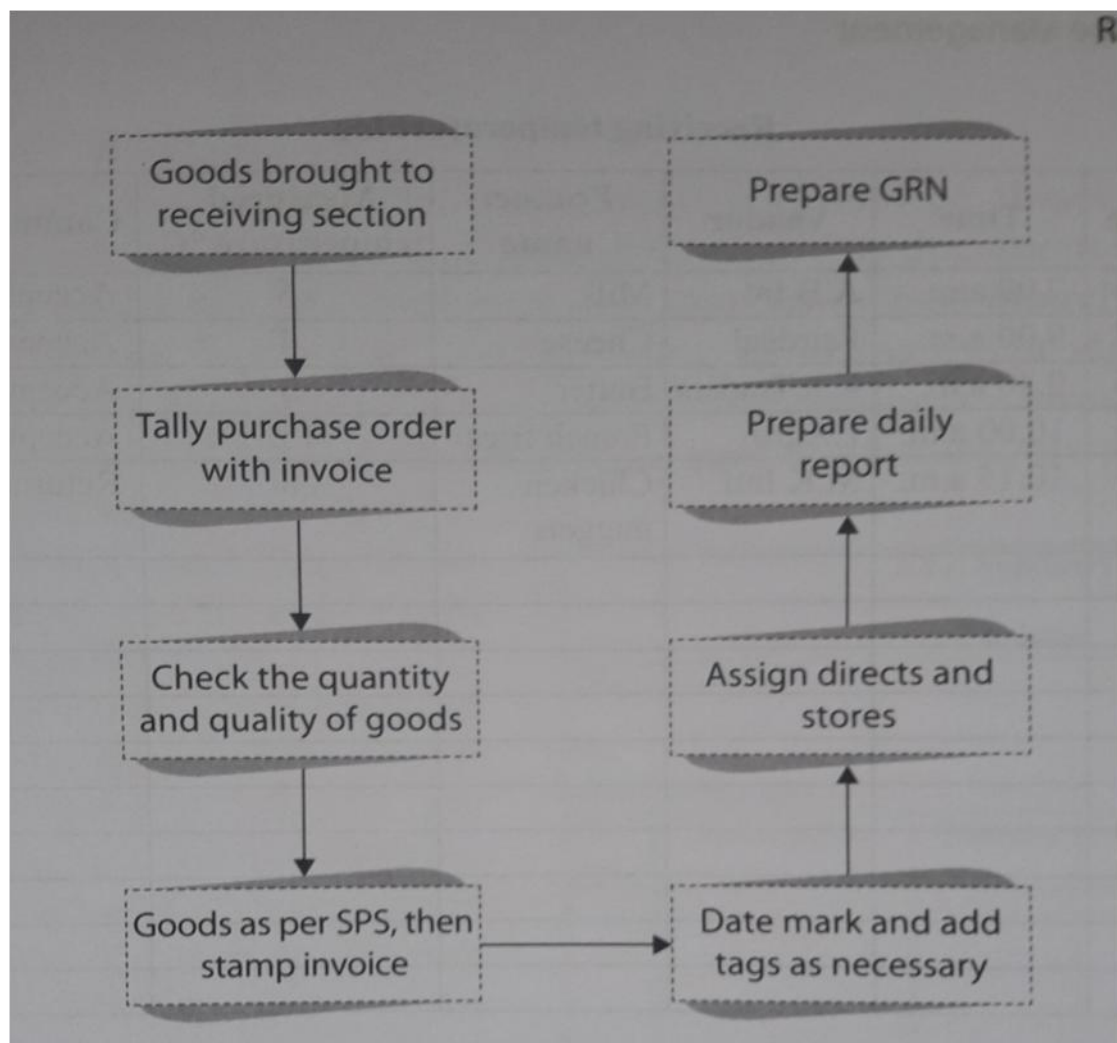 R
Goods brought to
receiving section
Tally purchase order
with invoice
Check the quantity
and quality of goods
Goods as per SPS, then
stamp invoice
Date mark and add
tags as necessary
Assign directs and
stores
Prepare daily
report
Prepare GRN